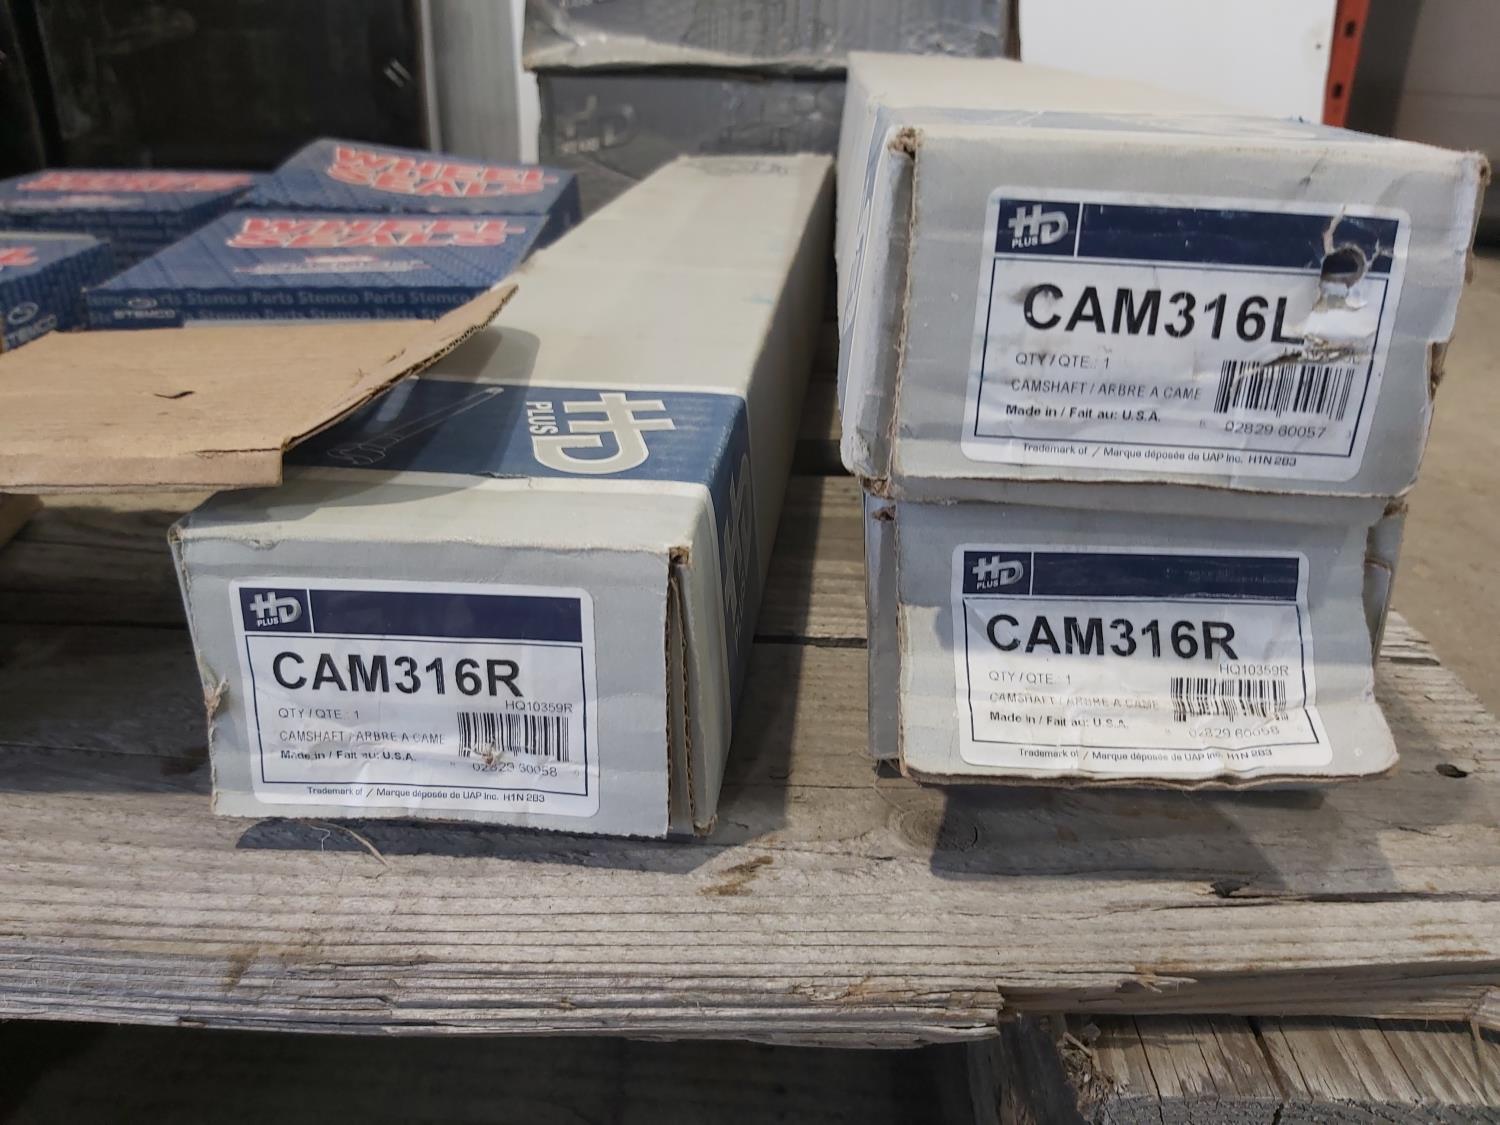 WHEEL
SEALS
WHEEL
SEALS
Stemco Parts Stemco Parts Stemco
STEMCO
STEMCO
HD
PLUS
HD
PLUS
CAM316R
HQ10359R
QTY / QTE : 1
CAMSHAFT / ARBRE A CAME
Made in / Fait au: U.S.A.
02829 60058
Trademark of / Marque déposée de UAP Inc. H1N 2B3
HD
PLUS
CAM316L
QTY / QTE : 1
CAMSHAFT / ARBRE A CAME
Made in / Fait au: U.S.A.
02829 60057
Trademark of / Marque déposée de UAP Inc. H1N 2B3
HD
PLUS
CAM316R
HQ10359R
QTY / QTE : 1
CAMSHAFT / ARBRE A CAME
Made in / Fait au: U.S.A.
02829 60058
Trademark of / Marque déposée de UAP Inc. H1N 2B3